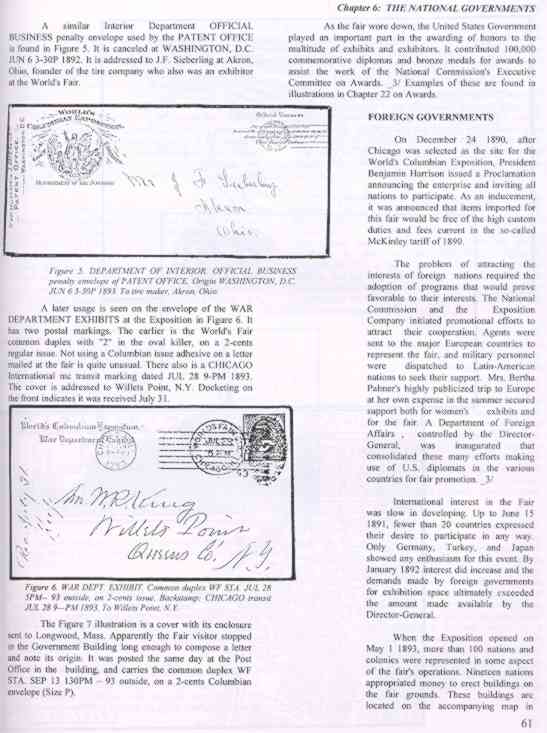 Chapter 6: THE NATIONAL GOVERNMENTS
A similar Interior Department OFFICIAL
BUSINESS penalty envelope used by the PATENT OFFICE
is found in Figure 5. It is canceled at WASHINGTON, D.C.
JUN 6 3-30P 1892. It is addressed to J.F. Sieberling at Akron,
Ohio, founder of the tire company who also was an exhibitor
at the World's Fair.
WORLD'S
COLUMBIAN EXPOSITION
DEPARTMENT OF THE INTERIOR
PATENT OFFICE
WASHINGTON, D.C.
Official Business
Mr J F Sieberling
Akron
Ohio
Figure 5. DEPARTMENT OF INTERIOR. OFFICIAL BUSINESS
penalty envelope of PATENT OFFICE. Origin WASHINGTON, D.C.
JUN 6 3-30P 1893. To tire maker, Akron, Ohio.
A later usage is seen on the envelope of the WAR
DEPARTMENT EXHIBITS at the Exposition in Figure 6. It
has two postal markings. The earlier is the World's Fair
common duplex with "2" in the oval killer, on a 2-cents
regular issue. Not using a Columbian issue adhesive on a letter
mailed at the fair is quite unusual. There also is a CHICAGO
International mc transit marking dated JUL 28 9-PM 1893.
The cover is addressed to Willets Point, N.Y. Docketing on
the front indicates it was received July 31.
World's Columbian Exposition,
War Department Exhibit
Mr. W.R. King
Willets Point
Queens Co. N.Y.
Figure 6. WAR DEPT. EXHIBIT. Common duplex WF STA. JUL 28
5PM– 93 outside, on 2-cents issue. Backstamp: CHICAGO transit
JUL 28 9—PM 1893. To Willets Point, N.Y.
The Figure 7 illustration is a cover with its enclosure
sent to Longwood, Mass. Apparently the Fair visitor stopped
in the Government Building long enough to compose a letter
and note its origin. It was posted the same day at the Post
Office in the building, and carries the common duplex WF
STA. SEP 13 130PM – 93 outside, on a 2-cents Columbian
envelope (Size P).
As the fair wore down, the United States Government
played an important part in the awarding of honors to the
multitude of exhibits and exhibitors. It contributed 100,000
commemorative diplomas and bronze medals for awards to
assist the work of the National Commission's Executive
Committee on Awards. _3/ Examples of these are found in
illustrations in Chapter 22 on Awards.
FOREIGN GOVERNMENTS
On December 24 1890, after
Chicago was selected as the site for the
World's Columbian Exposition, President
Benjamin Harrison issued a Proclamation
announcing the enterprise and inviting all
nations to participate. As an inducement,
it was announced that items imported for
this fair would be free of the high custom
duties and fees current in the so-called
McKinley tariff of 1890.
The problem of attracting the
interests of foreign nations required the
adoption of programs that would prove
favorable to their interests. The National
Commission and the Exposition
Company initiated promotional efforts to
attract their cooperation. Agents were
sent to the major European countries to
represent the fair, and military personnel
were dispatched to Latin-American
nations to seek their support. Mrs. Bertha
Palmer's highly publicized trip to Europe
at her own expense in the summer secured
support both for women's exhibits and
for the fair. A Department of Foreign
Affairs , controlled by the Director-
General, was inaugurated that
consolidated these many efforts making
use of U.S. diplomats in the various
countries for fair promotion. _3/
International interest in the Fair
was slow in developing. Up to June 15
1891, fewer than 20 countries expressed
their desire to participate in any way.
Only Germany, Turkey, and Japan
showed any enthusiasm for this event. By
January 1892 interest did increase and the
demands made by foreign governments
for exhibition space ultimately exceeded
the amount made available by the
Director-General.
When the Exposition opened on
May 1 1893, more than 100 nations and
colonies were represented in some aspect
of the fair's operations. Nineteen nations
appropriated money to erect buildings on
the fair grounds. These buildings are
located on the accompanying map in
61